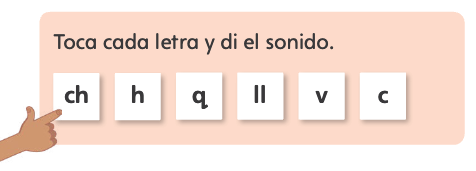 Toca cada letra y di el sonido.
ch h q ll v c